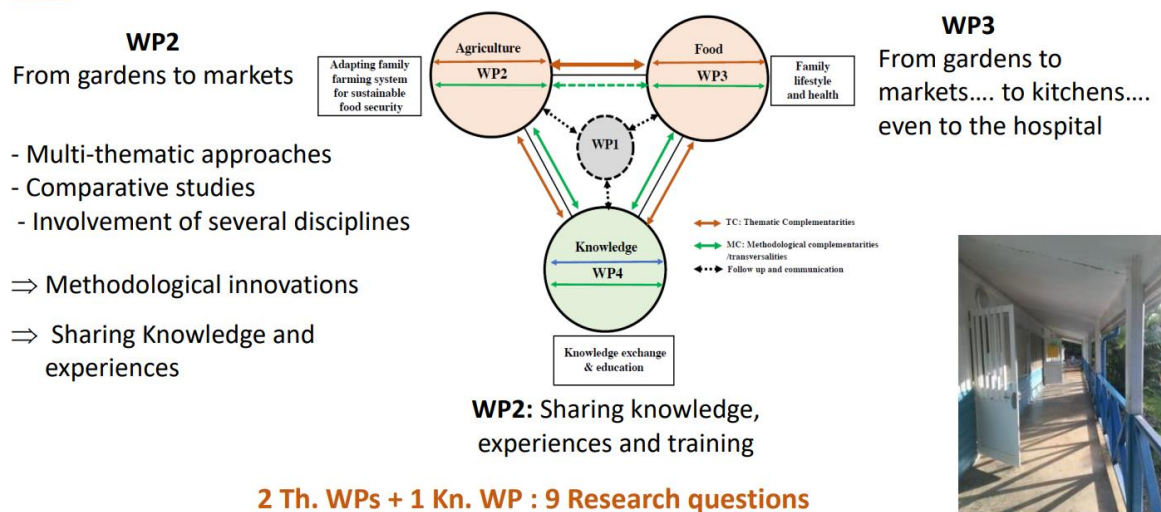 WP2
From gardens to markets
- Multi-thematic approaches
- Comparative studies
- Involvement of several disciplines
⇒ Methodological innovations
⇒ Sharing Knowledge and
experiences
Adapting family
farming system
for sustainable
food security
Agriculture
WP2
Food
WP3
Family
lifestyle
and health
WP1
Knowledge
WP4
TC: Thematic Complementarities
MC: Methodological complementarities
/transversalities
Follow up and communication
Knowledge exchange
& education
WP2: Sharing knowledge,
experiences and training
WP3
From gardens to
markets.... to kitchens....
even to the hospital
2 Th. WPs + 1 Kn. WP : 9 Research questions